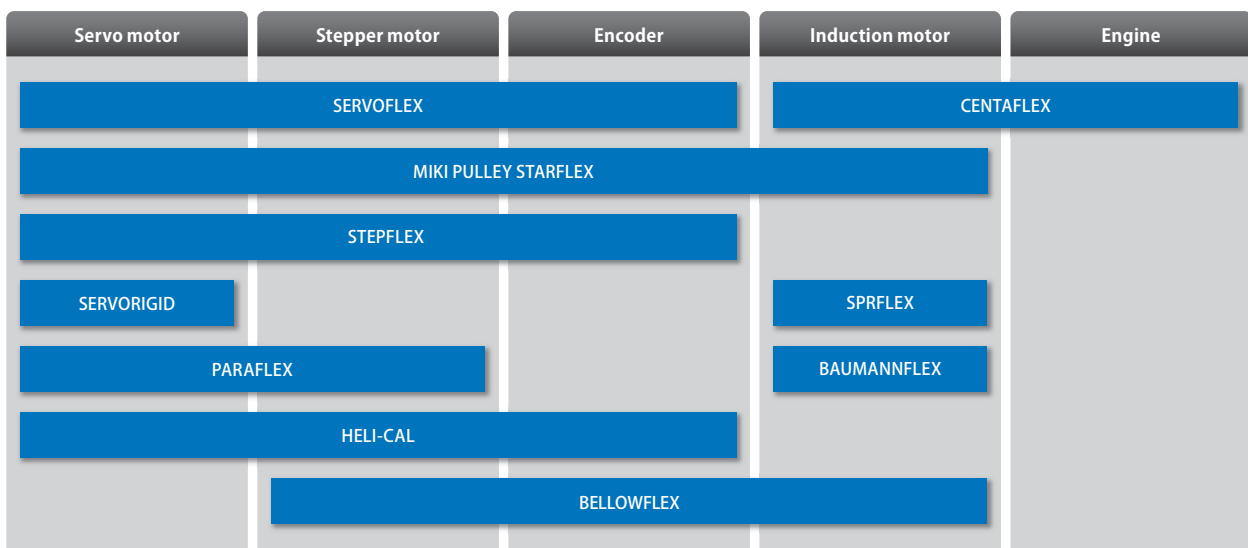 Servo motor
Stepper motor
Encoder
Induction motor
Engine
SERVOFLEX
CENTAFLEX
MIKI PULLEY STARFLEX
STEPFLEX
SERVORIGID
SPRFLEX
PARAFLEX
BAUMANNFLEX
HELI-CAL
BELLOWFLEX